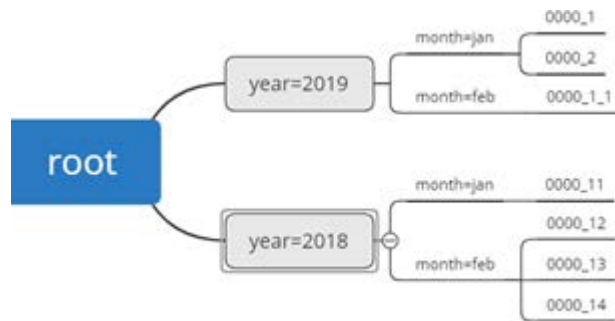 root
year=2019
month=jan
0000_1
0000_2
month=feb
0000_1_1
year=2018
month=jan
0000_11
month=feb
0000_12
0000_13
0000_14